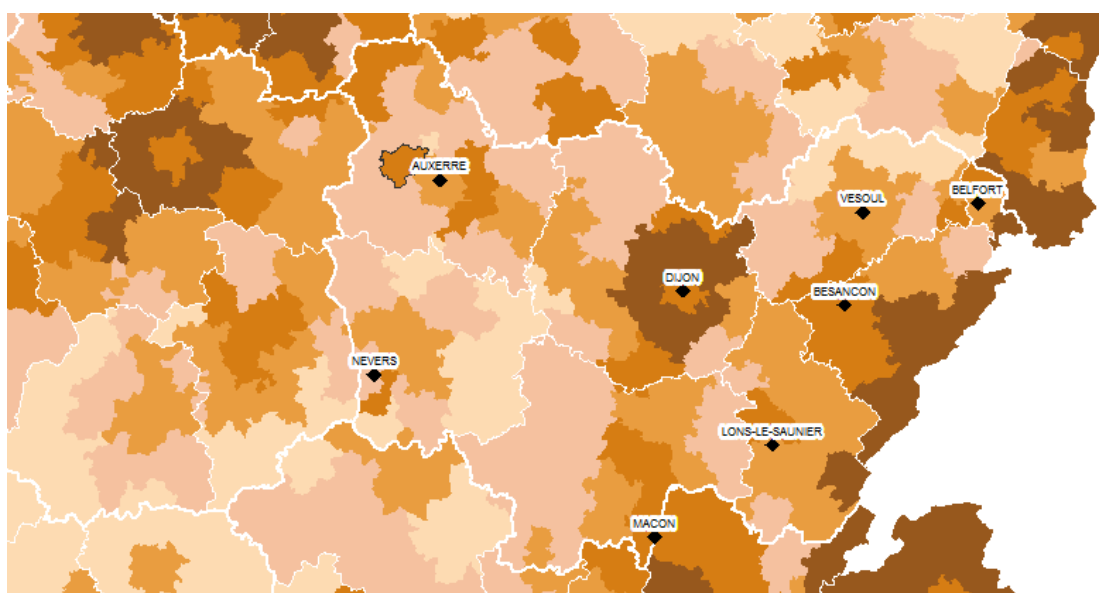 AUXERRE
BELFORT
VESOUL
DIJON
BESANCON
NEVERS
LONS-LE-SAUNIER
MACON